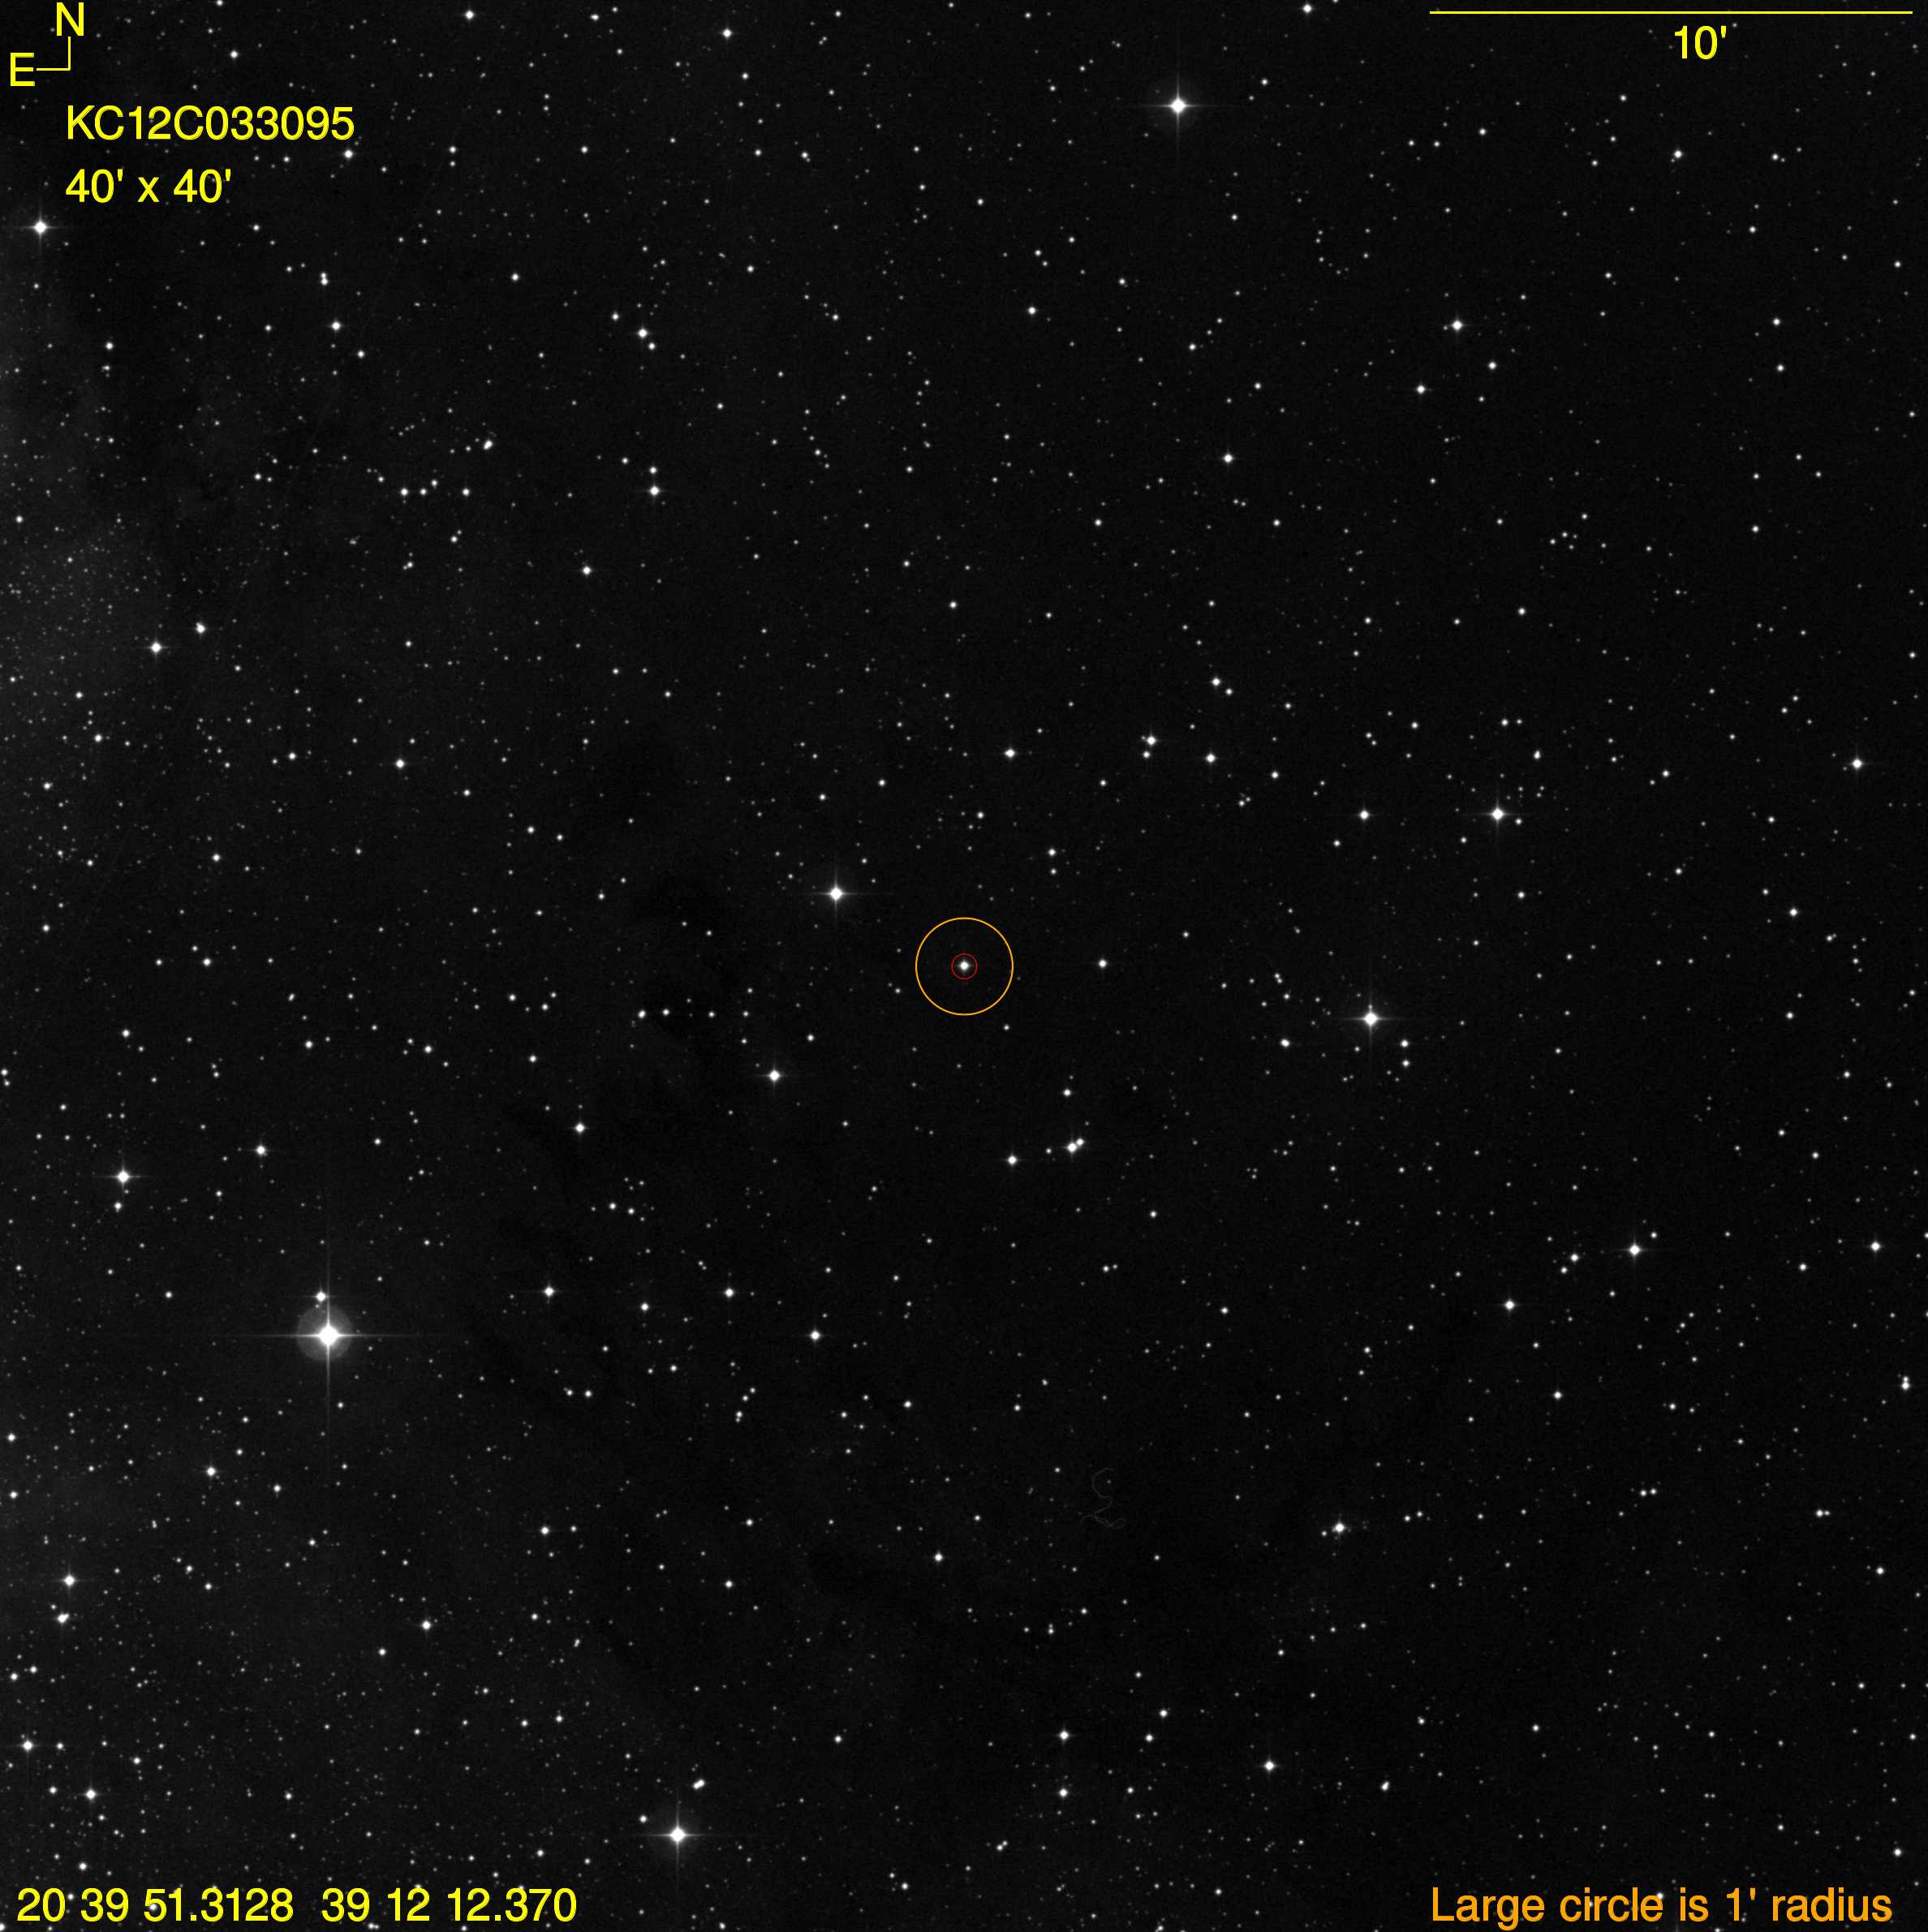 N
E
10'
KC12C033095
40' x 40'
20 39 51.3128 39 12 12.370
Large circle is 1' radius